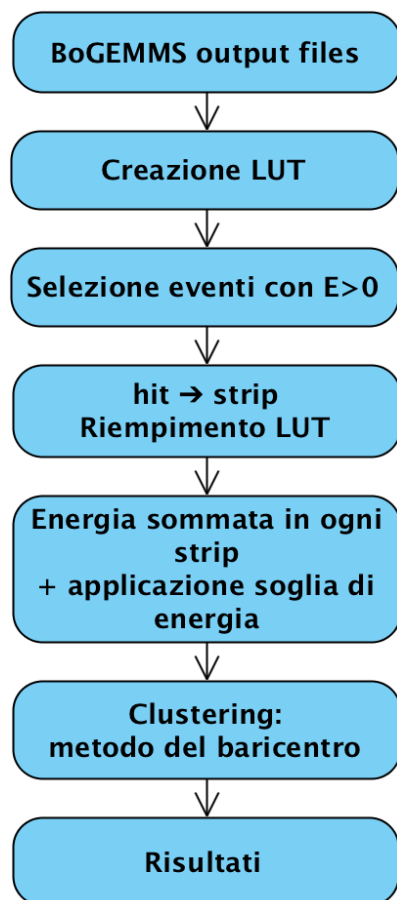 BoGEMMS output files
Creazione LUT
Selezione eventi con E>0
hit → strip
Riempimento LUT
Energia sommata in ogni
strip
+ applicazione soglia di
energia
Clustering:
metodo del baricentro
Risultati